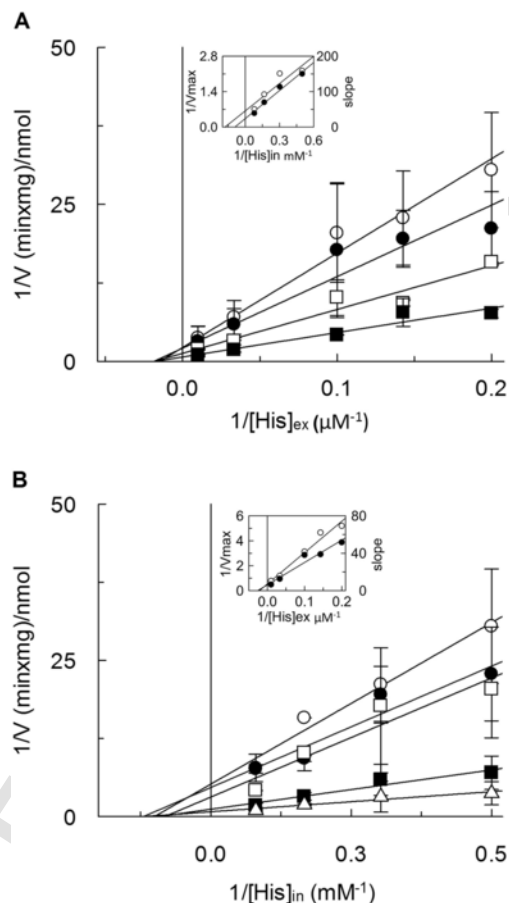 A
50
25
0
1/V (minxmg)/nmol
0.0
0.1
0.2
1/[His]ex (μM⁻¹)
2.8
1.4
0.0
1/Vmax
200
100
0
slope
0.0
0.3
0.6
1/[His]in mM⁻¹
B
50
25
0
1/V (minxmg)/nmol
0.0
0.3
0.5
1/[His]in (mM⁻¹)
6
4
2
0
1/Vmax
80
40
0
slope
0.0
0.1
0.2
1/[His]ex μM⁻¹